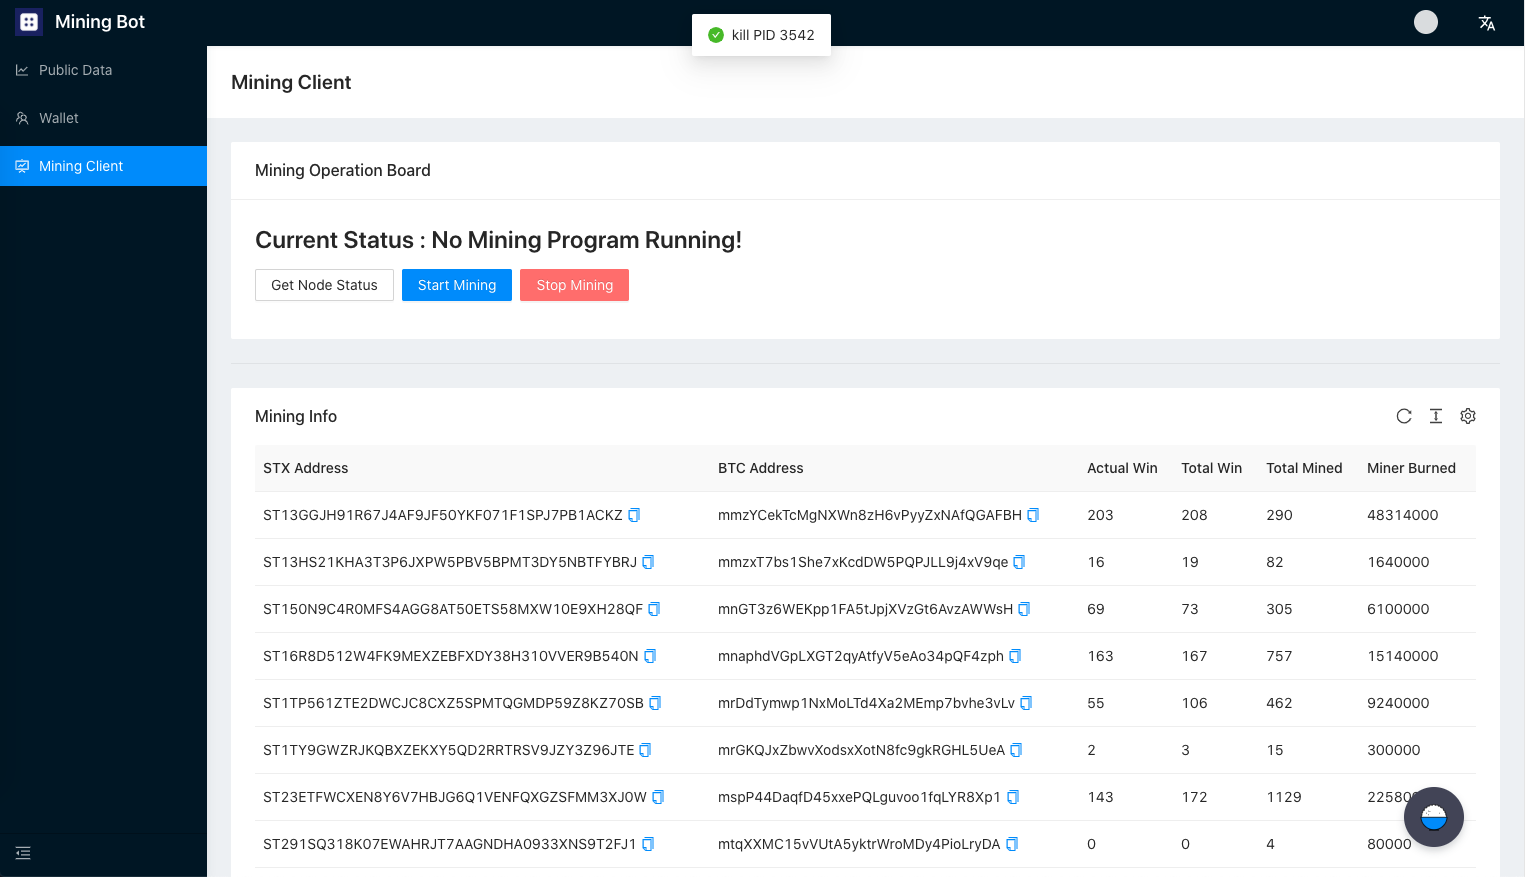 Mining Bot
kill PID 3542
Public Data
Wallet
Mining Client
Mining Client
Mining Operation Board
Current Status : No Mining Program Running!
Get Node Status Start Mining Stop Mining
Mining Info
STX Address BTC Address Actual Win Total Win Total Mined Miner Burned
ST13GGJH91R67J4AF9JF50YKF071F1SPJ7PB1ACKZ mmzYCekTcMgNXWn8zH6vPyyZxNAfQGAFBH 203 208 290 48314000
ST13HS21KHA3T3P6JXPW5PBV5BPMT3DY5NBTFYBRJ mmzxT7bs1She7xKcdDW5PQPJLL9j4xV9qe 16 19 82 1640000
ST150N9C4R0MFS4AGG8AT50ETS58MXW10E9XH28QF mnGT3z6WEKpp1FA5tJpjXVzGt6AvzAWWsH 69 73 305 6100000
ST16R8D512W4FK9MEXZEBFXDY38H310VVER9B540N mnaphdVGpLXGT2qyAtfyV5eAo34pQF4zph 163 167 757 15140000
ST1TP561ZTE2DWCJC8CXZ5SPMTQGMDP59Z8KZ70SB mrDdTymwp1NxMoLTd4Xa2MEmp7bvhe3vLv 55 106 462 9240000
ST1TY9GWZRJKQBXZEKXY5QD2RRTRSV9JZY3Z96JTE mrGKQJxZbwvXodsxXotN8fc9gkRGHL5UeA 2 3 15 300000
ST23ETFWCXEN8Y6V7HBJG6Q1VENFQXGZSFMM3XJ0W mspP44DaqfD45xxePQLguvoo1fqLYR8Xp1 143 172 1129
ST291SQ318K07EWAHRJT7AAGNDHA0933XNS9T2FJ1 mtqXXMC15vVUtA5yktrWroMDy4PioLryDA 0 0 4 80000